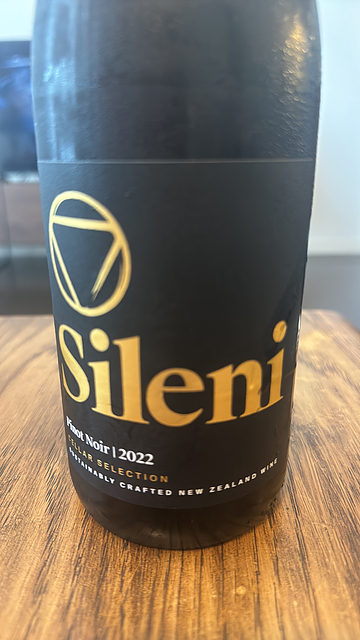 Sileni
Pinot Noir | 2022
CELLAR SELECTION
SUSTAINABLY CRAFTED NEW ZEALAND WINE